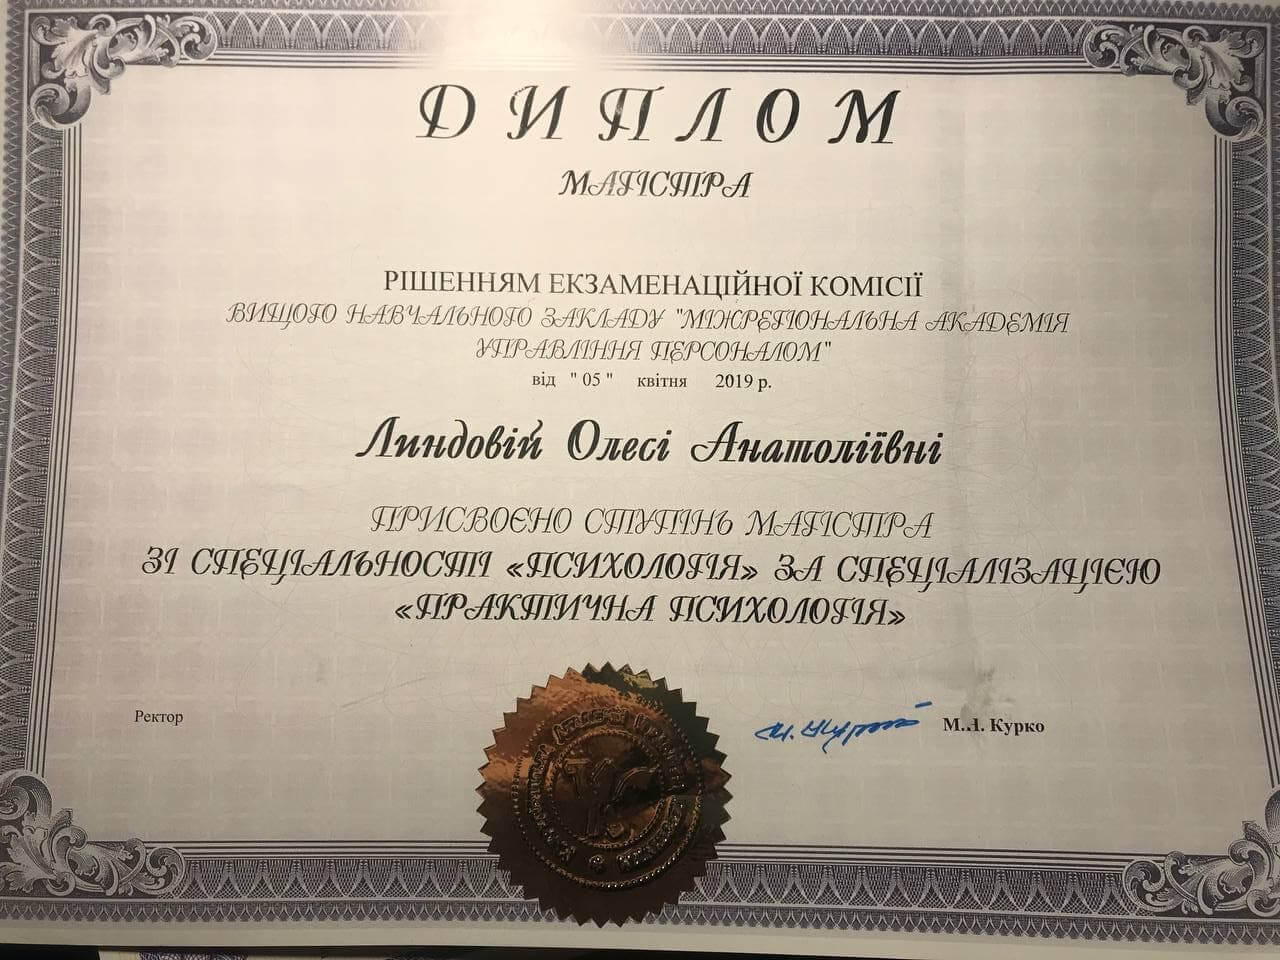 ДИПЛОМ
МАГІСТРА
РІШЕННЯМ ЕКЗАМЕНАЦІЙНОЇ КОМІСІЇ
ВИЩОГО НАВЧАЛЬНОГО ЗАКЛАДУ "МІЖРЕГІОНАЛЬНА АКАДЕМІЯ
УПРАВЛІННЯ ПЕРСОНАЛОМ"
від " 05 " квітня 2019 р.
Линдовій Олесі Анатоліївні
ПРИСВОЄНО СТУПІНЬ МАГІСТРА
ЗІ СПЕЦІАЛЬНОСТІ «ПСИХОЛОГІЯ» ЗА СПЕЦІАЛІЗАЦІЄЮ
«ПРАКТИЧНА ПСИХОЛОГІЯ»
Ректор
Курко